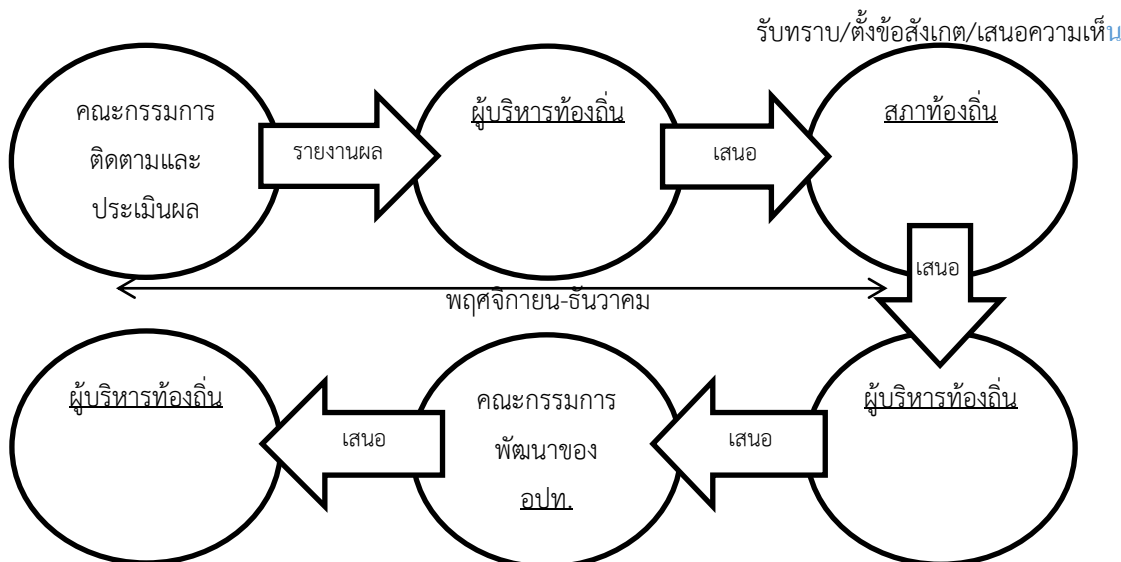 รับทราบ/ตั้งข้อสังเกต/เสนอความเห็น
คณะกรรมการ
ติดตามและ
ประเมินผล
รายงานผล
ผู้บริหารท้องถิ่น
เสนอ
สภาท้องถิ่น
เสนอ
พฤศจิกายน-ธันวาคม
ผู้บริหารท้องถิ่น
เสนอ
คณะกรรมการ
พัฒนาของ
อปท.
เสนอ
ผู้บริหารท้องถิ่น